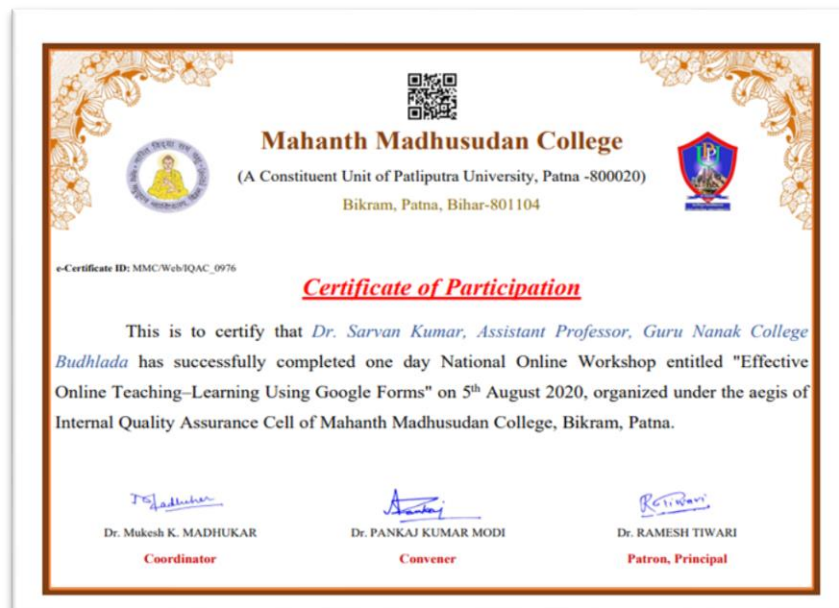 Mahanth Madhusudan College
(A Constituent Unit of Patliputra University, Patna -800020)
Bikram, Patna, Bihar-801104
e-Certificate ID: MMC/Web/IQAC_0976
Certificate of Participation
This is to certify that Dr. Sarvan Kumar, Assistant Professor, Guru Nanak College
Budhlada has successfully completed one day National Online Workshop entitled "Effective
Online Teaching–Learning Using Google Forms" on 5th August 2020, organized under the aegis of
Internal Quality Assurance Cell of Mahanth Madhusudan College, Bikram, Patna.
Dr. Mukesh K. MADHUKAR Dr. PANKAJ KUMAR MODI Dr. RAMESH TIWARI
Coordinator Convener Patron, Principal